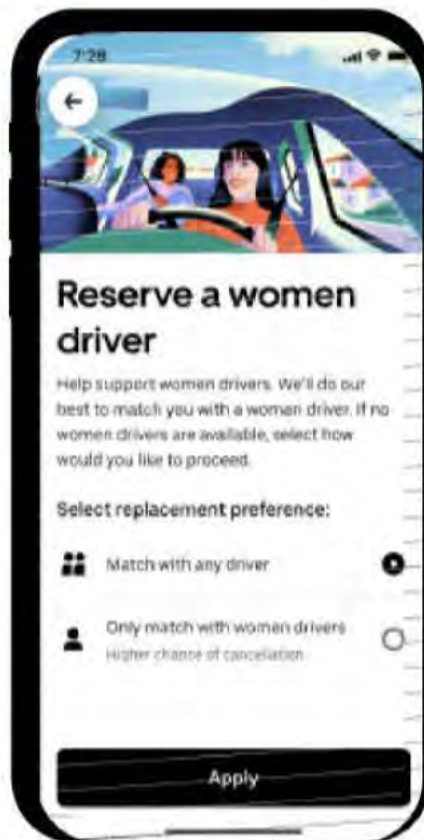 7:28
Reserve a women
driver
Help support women drivers. We'll do our
best to match you with a woman driver. If no
women drivers are available, select how
would you like to proceed.
Select replacement preference:
Match with any driver
Only match with women drivers
Higher chance of cancellation
Apply